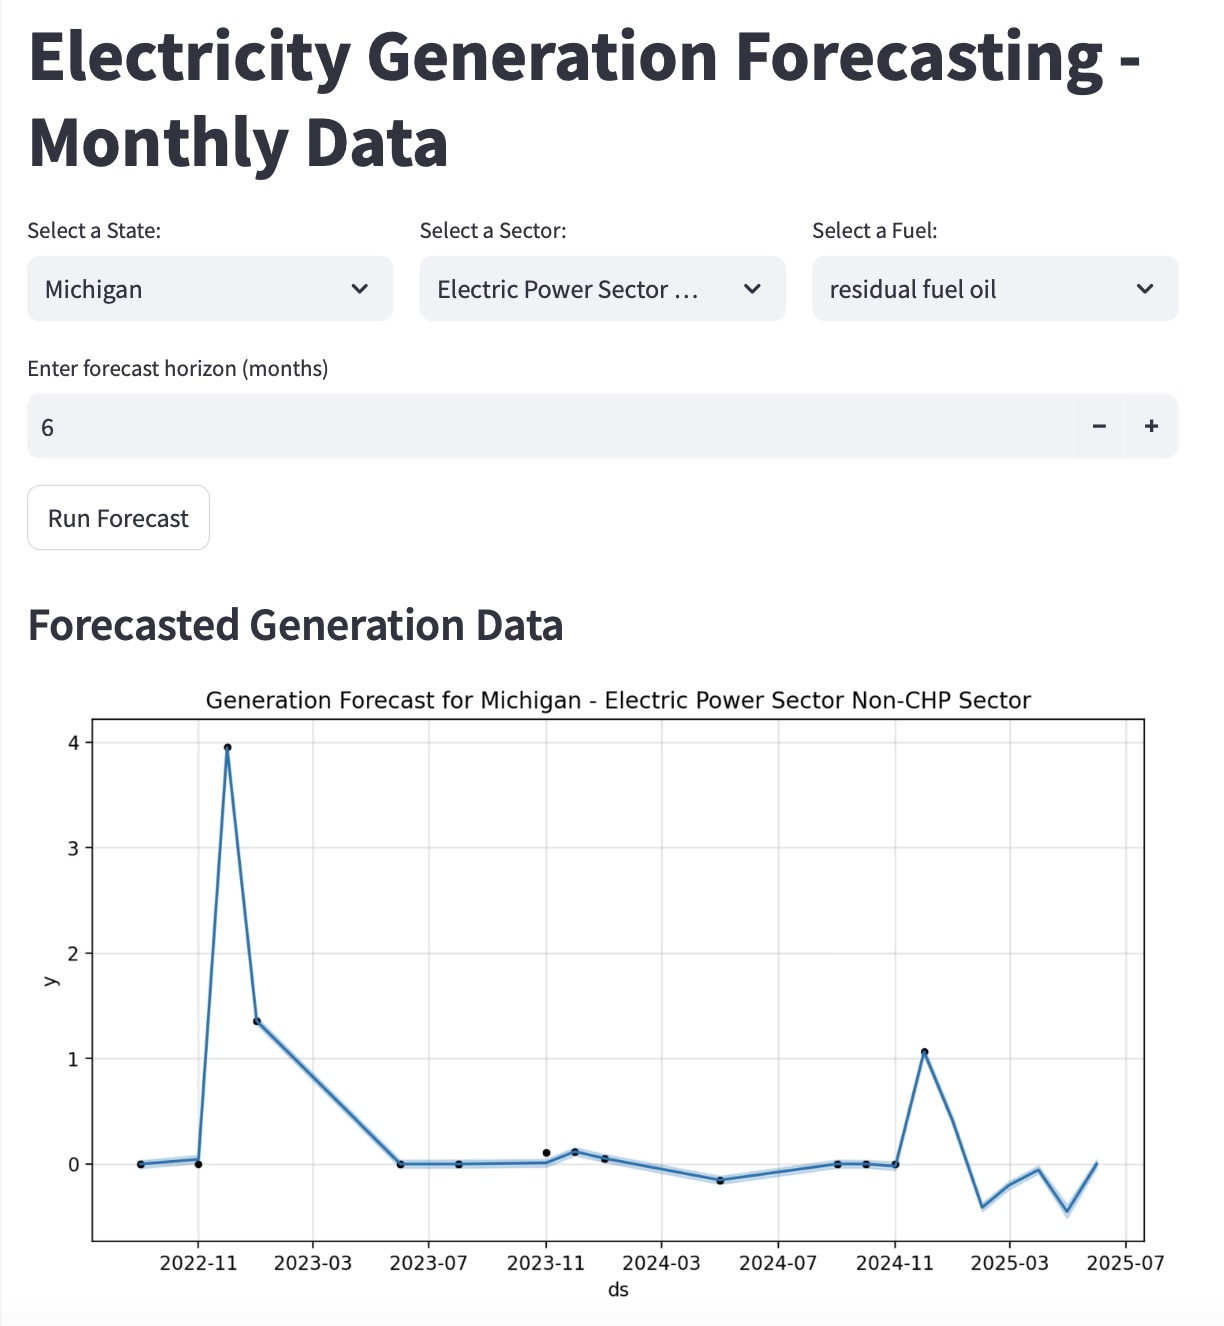 Electricity Generation Forecasting -
Monthly Data
Select a State:
Select a Sector:
Select a Fuel:
Michigan
Electric Power Sector ...
residual fuel oil
Enter forecast horizon (months)
6
− +
Run Forecast
Forecasted Generation Data
Generation Forecast for Michigan - Electric Power Sector Non-CHP Sector
4
3
2
1
0
y
2022-11 2023-03 2023-07 2023-11 2024-03 2024-07 2024-11 2025-03 2025-07
ds